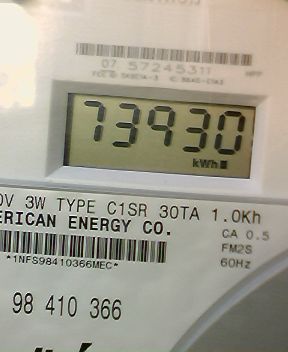 07 57245311
73930
kWh
0V 3W TYPE C1SR 30TA 1.0Kh
ERICAN ENERGY CO.
CA 0.5
FM2S
60Hz
*1NFS98410366MEC*
98 410 366